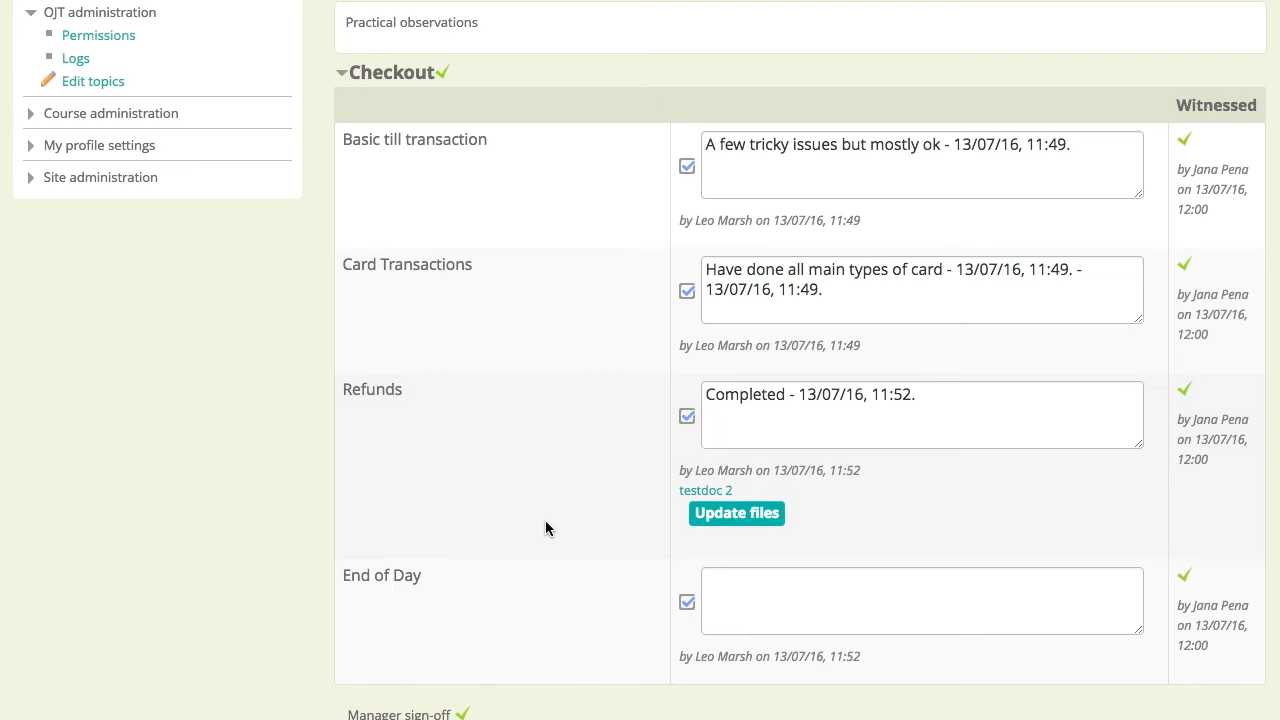 OJT administration
Permissions
Logs
Edit topics
Course administration
My profile settings
Site administration
Practical observations
Checkout
Witnessed
Basic till transaction
A few tricky issues but mostly ok - 13/07/16, 11:49.
by Leo Marsh on 13/07/16, 11:49
by Jana Pena
on 13/07/16,
12:00
Card Transactions
Have done all main types of card - 13/07/16, 11:49. -
13/07/16, 11:49.
by Leo Marsh on 13/07/16, 11:49
by Jana Pena
on 13/07/16,
12:00
Refunds
Completed - 13/07/16, 11:52.
by Leo Marsh on 13/07/16, 11:52
testdoc 2
Update files
by Jana Pena
on 13/07/16,
12:00
End of Day
by Leo Marsh on 13/07/16, 11:52
by Jana Pena
on 13/07/16,
12:00
Manager sign-off